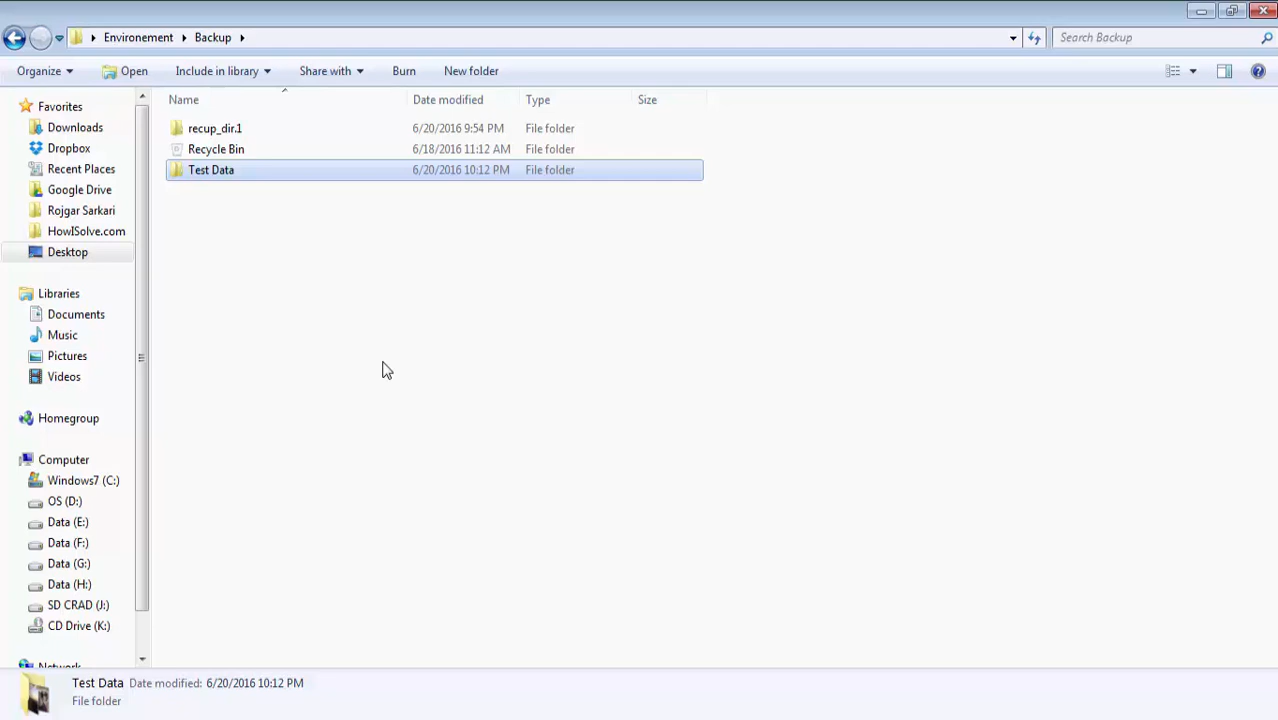 Environement Backup
Search Backup
Organize Open Include in library Share with Burn New folder
Name Date modified Type Size
recup_dir.1 6/20/2016 9:54 PM File folder
Recycle Bin 6/18/2016 11:12 AM File folder
Test Data 6/20/2016 10:12 PM File folder
Favorites
Downloads
Dropbox
Recent Places
Google Drive
Rojgar Sarkari
HowISolve.com
Desktop
Libraries
Documents
Music
Pictures
Videos
Homegroup
Computer
Windows7 (C:)
OS (D:)
Data (E:)
Data (F:)
Data (G:)
Data (H:)
SD CRAD (J:)
CD Drive (K:)
Network
Test Data Date modified: 6/20/2016 10:12 PM
File folder